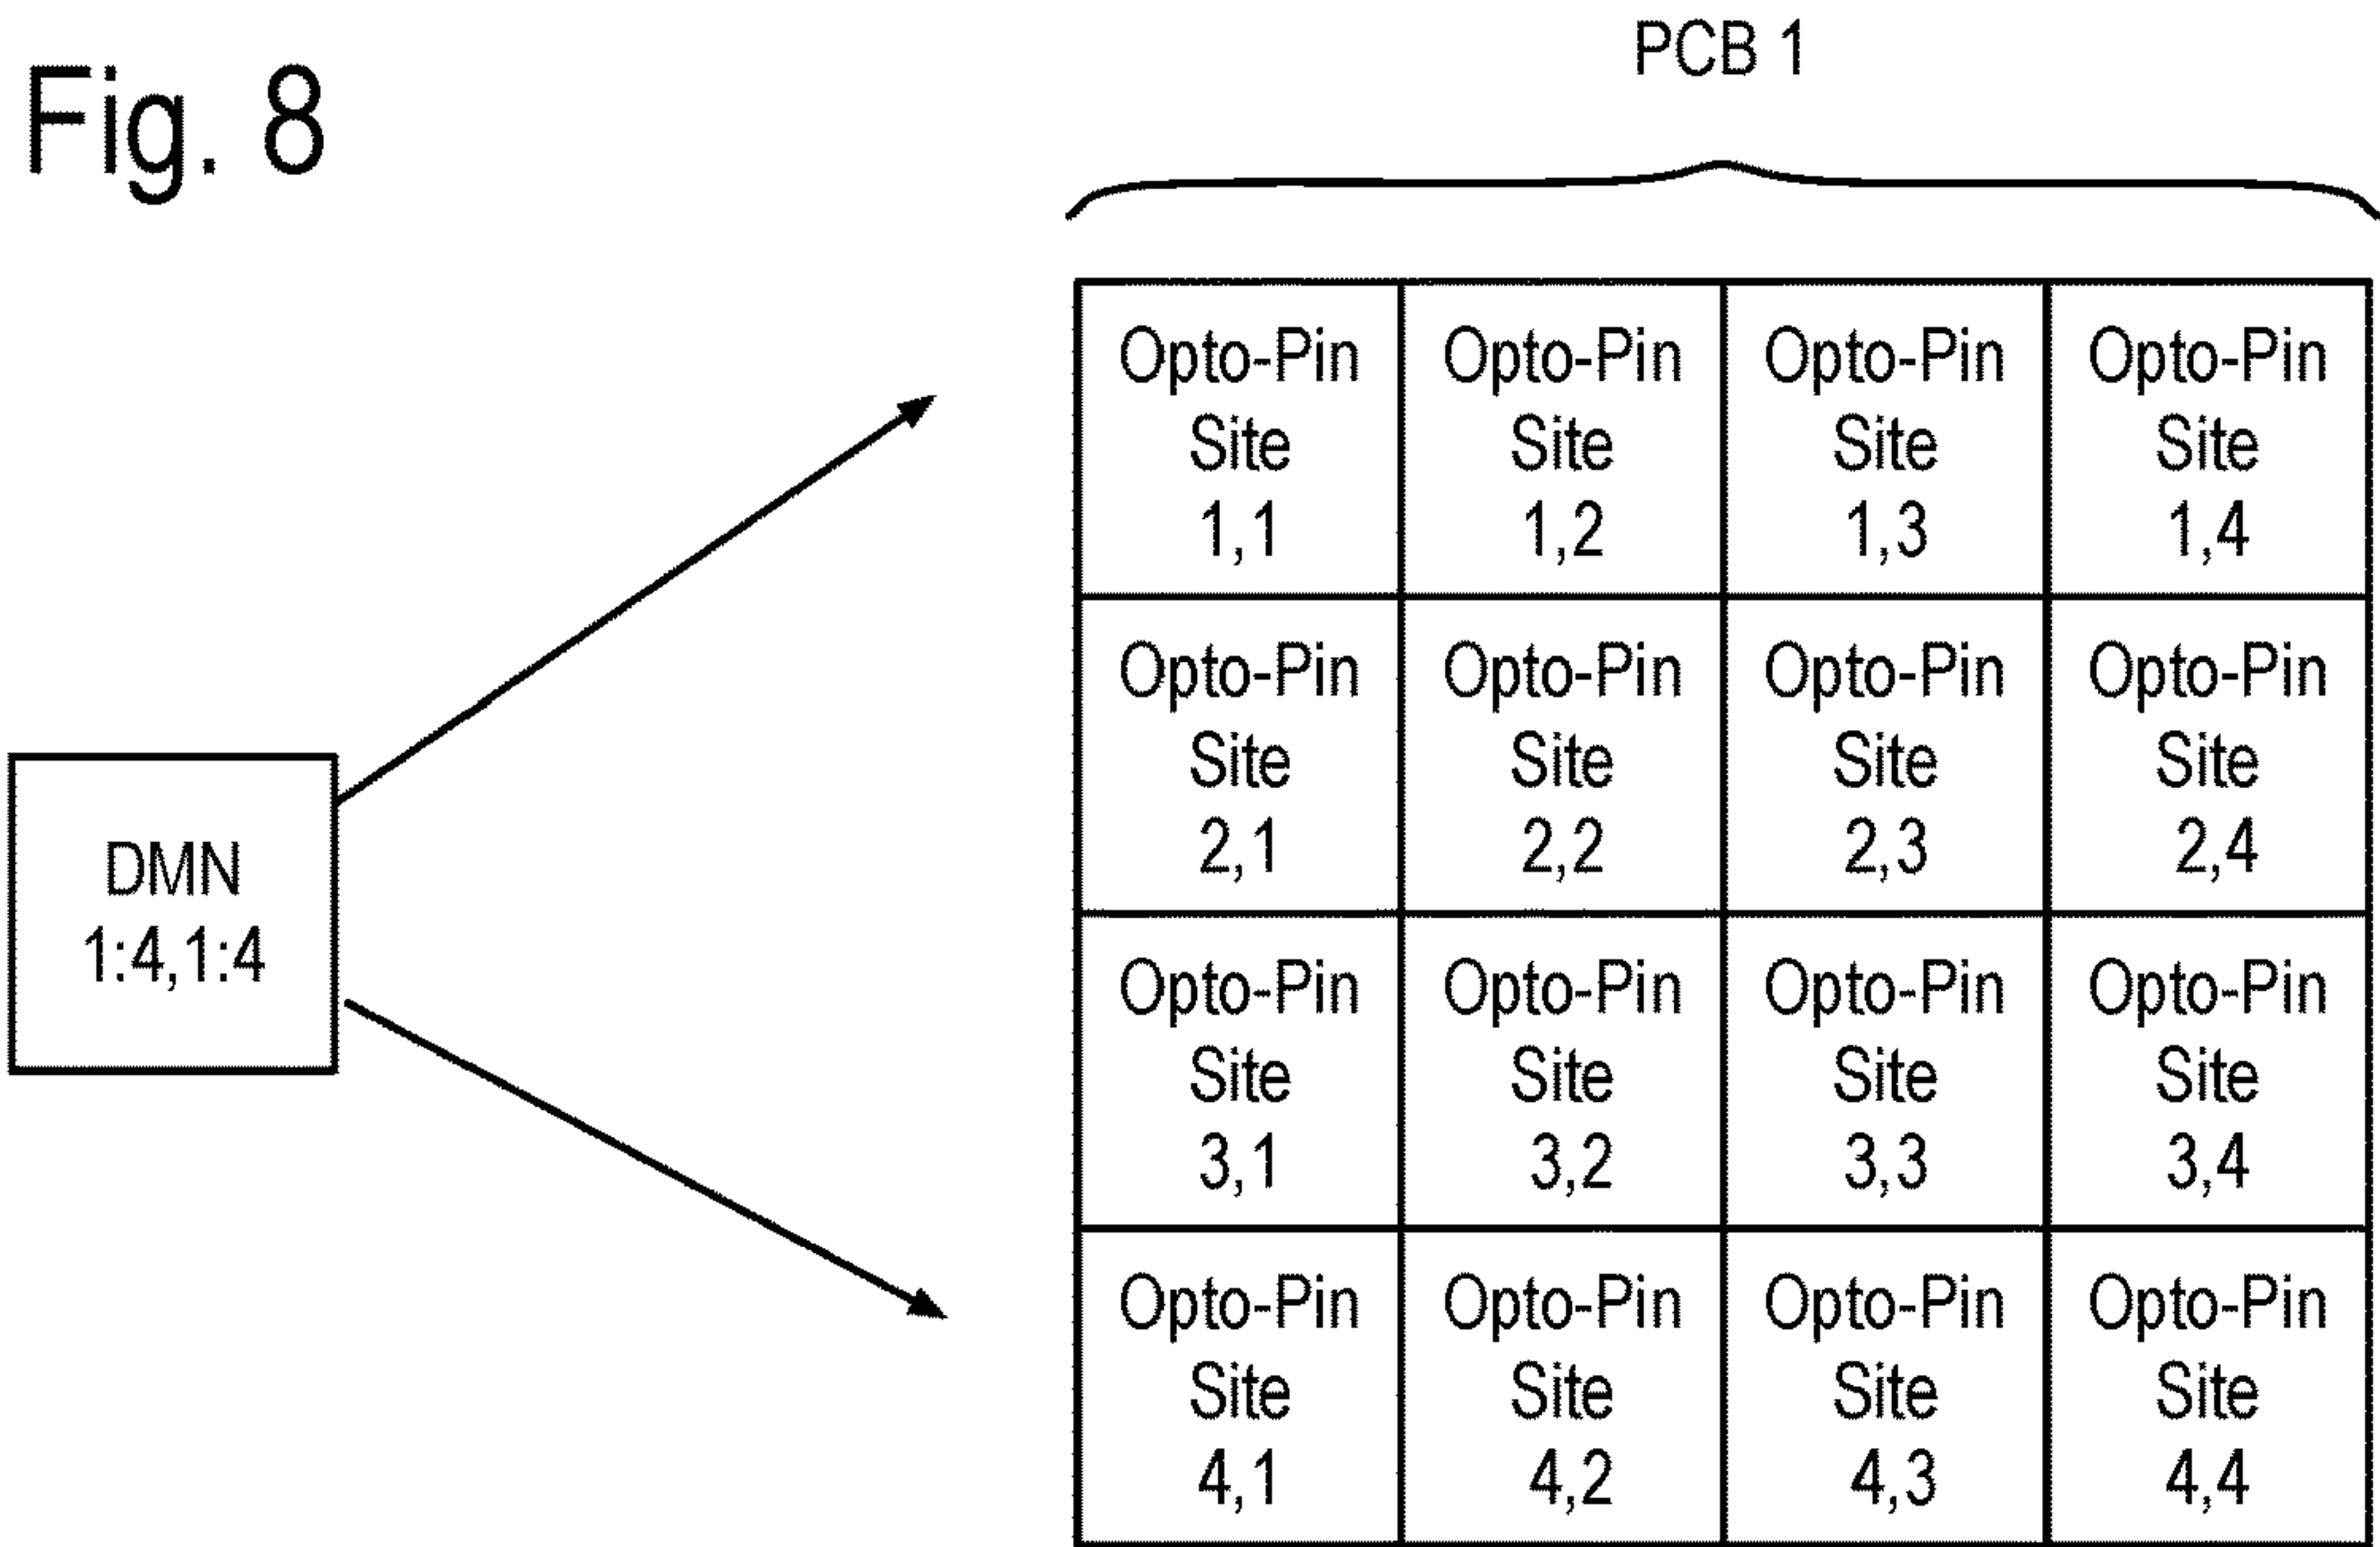 Fig. 8
PCB 1
Opto-Pin Opto-Pin Opto-Pin Opto-Pin
Site Site Site Site
1,1 1,2 1,3 1,4
Opto-Pin Opto-Pin Opto-Pin Opto-Pin
Site Site Site Site
2,1 2,2 2,3 2,4
DMN
1:4,1:4
Opto-Pin Opto-Pin Opto-Pin Opto-Pin
Site Site Site Site
3,1 3,2 3,3 3,4
Opto-Pin Opto-Pin Opto-Pin Opto-Pin
Site Site Site Site
4,1 4,2 4,3 4,4